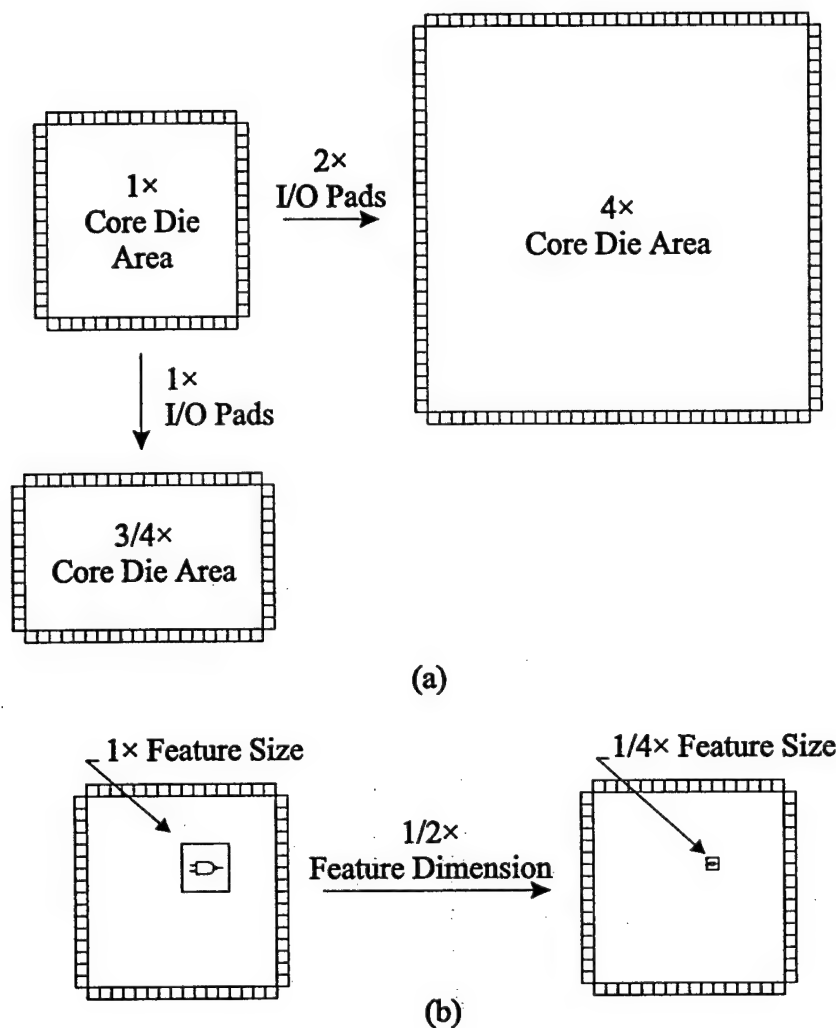 1×
Core Die
Area
2×
I/O Pads
4×
Core Die Area
1×
I/O Pads
3/4×
Core Die Area
(a)
1× Feature Size
1/2×
Feature Dimension
1/4× Feature Size
(b)